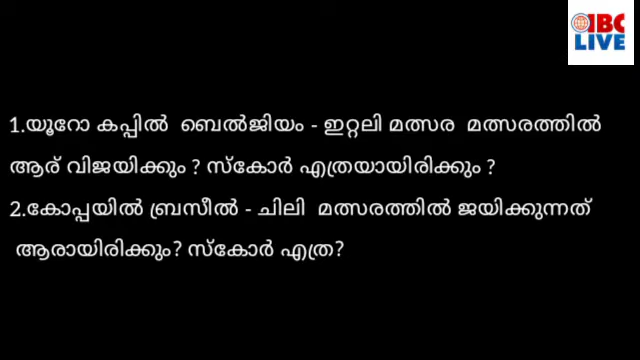 IBC
LIVE
1.യൂറോ കപ്പിൽ ബെൽജിയം - ഇറ്റലി മത്സര മത്സരത്തിൽ
ആര് വിജയിക്കും ? സ്കോർ എത്രയായിരിക്കും ?
2.കോപ്പയിൽ ബ്രസീൽ - ചിലി മത്സരത്തിൽ ജയിക്കുന്നത്
ആരായിരിക്കും? സ്കോർ എത്ര?